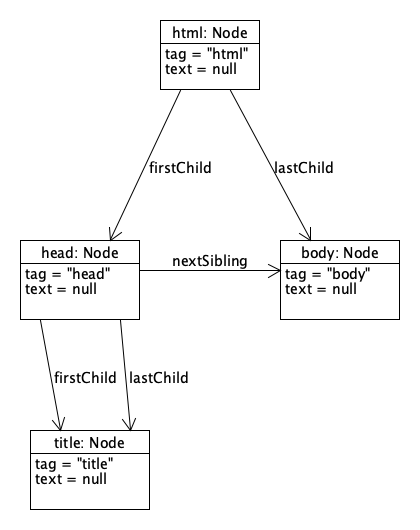 html: Node
tag = "html"
text = null
firstChild
lastChild
head: Node
tag = "head"
text = null
nextSibling
body: Node
tag = "body"
text = null
firstChild
lastChild
title: Node
tag = "title"
text = null